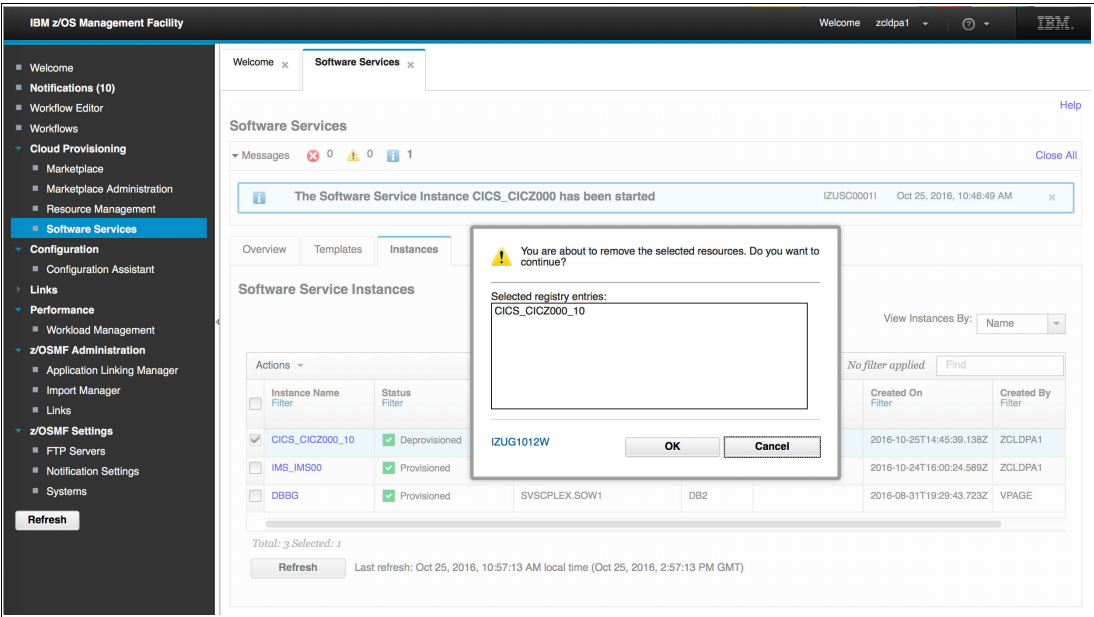 IBM z/OS Management Facility
Welcome zcldpa1
IBM.
Welcome
Notifications (10)
Workflow Editor
Workflows
Cloud Provisioning
Marketplace
Marketplace Administration
Resource Management
Software Services
Configuration
Configuration Assistant
Links
Performance
Workload Management
z/OSMF Administration
Application Linking Manager
Import Manager
Links
z/OSMF Settings
FTP Servers
Notification Settings
Systems
Refresh
Welcome
Software Services
Help
Software Services
Messages 0 0 1
Close All
The Software Service Instance CICS_CICZ000 has been started IZUSC0001I Oct 25, 2016, 10:46:49 AM
Overview Templates Instances
Software Service Instances
View Instances By: Name
Actions
No filter applied Find
Instance Name Status Created On Created By
Filter Filter Filter Filter
CICS_CICZ000_10 Deprovisioned 2016-10-25T14:45:39.138Z ZCLDPA1
IMS_IMS00 Provisioned 2016-10-24T16:00:24.589Z ZCLDPA1
DBBG Provisioned SVSCPLEX.SOW1 DB2 2016-08-31T19:29:43.723Z VPAGE
Total: 3 Selected: 1
Refresh Last refresh: Oct 25, 2016, 10:57:13 AM local time (Oct 25, 2016, 2:57:13 PM GMT)
You are about to remove the selected resources. Do you want to
continue?
Selected registry entries:
CICS_CICZ000_10
IZUG1012W
OK Cancel